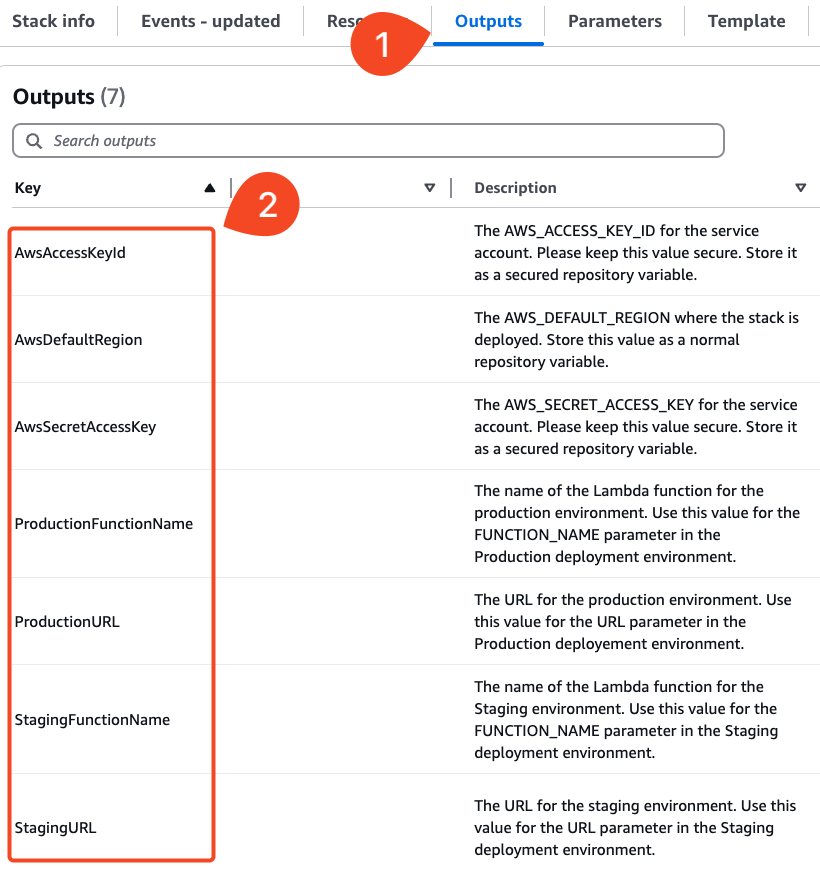 Stack info
Events - updated
Reso
1
Outputs
Parameters
Template
Outputs (7)
Search outputs
Key
2
Description
AwsAccessKeyId
The AWS_ACCESS_KEY_ID for the service
account. Please keep this value secure. Store it
as a secured repository variable.
AwsDefaultRegion
The AWS_DEFAULT_REGION where the stack is
deployed. Store this value as a normal
repository variable.
AwsSecretAccessKey
The AWS_SECRET_ACCESS_KEY for the service
account. Please keep this value secure. Store it
as a secured repository variable.
ProductionFunctionName
The name of the Lambda function for the
production environment. Use this value for the
FUNCTION_NAME parameter in the
Production deployment environment.
ProductionURL
The URL for the production environment. Use
this value for the URL parameter in the
Production deployement environment.
StagingFunctionName
The name of the Lambda function for the
Staging environment. Use this value for the
FUNCTION_NAME parameter in the Staging
deployment environment.
StagingURL
The URL for the staging environment. Use this
value for the URL parameter in the Staging
deployment environment.